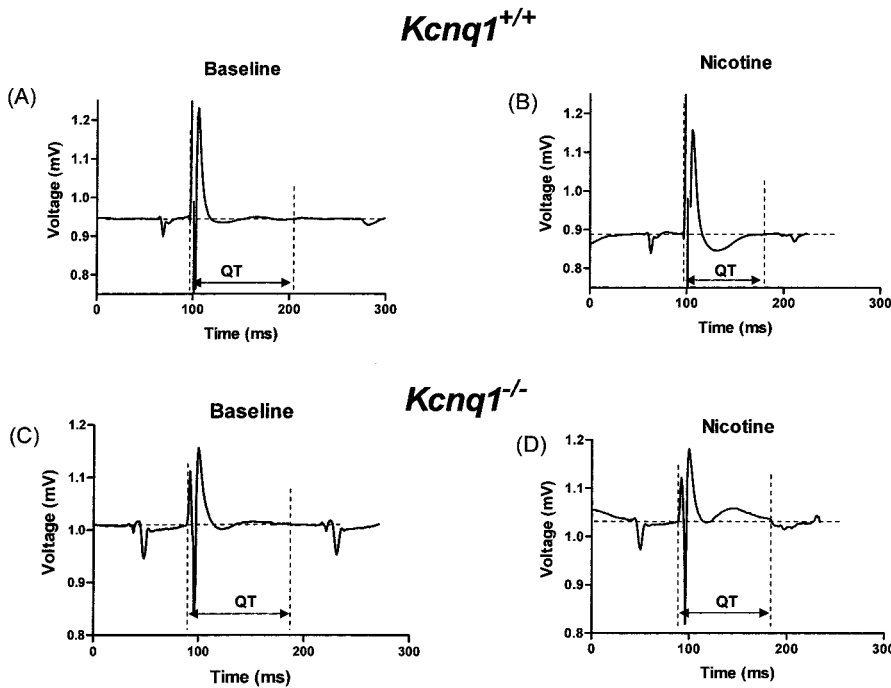 Kcnq1+/+
(A)
Baseline
Voltage (mV)
1.2
1.1
1.0
0.9
0.8
QT
0
100
200
300
Time (ms)
(B)
Nicotine
Voltage (mV)
1.2
1.1
1.0
0.9
0.8
QT
0
100
200
300
Time (ms)
Kcnq1-/-
(C)
Baseline
Voltage (mV)
1.2
1.1
1.0
0.9
0.8
QT
0
100
200
300
Time (ms)
(D)
Nicotine
Voltage (mV)
1.2
1.1
1.0
0.9
0.8
QT
0
100
200
300
Time (ms)